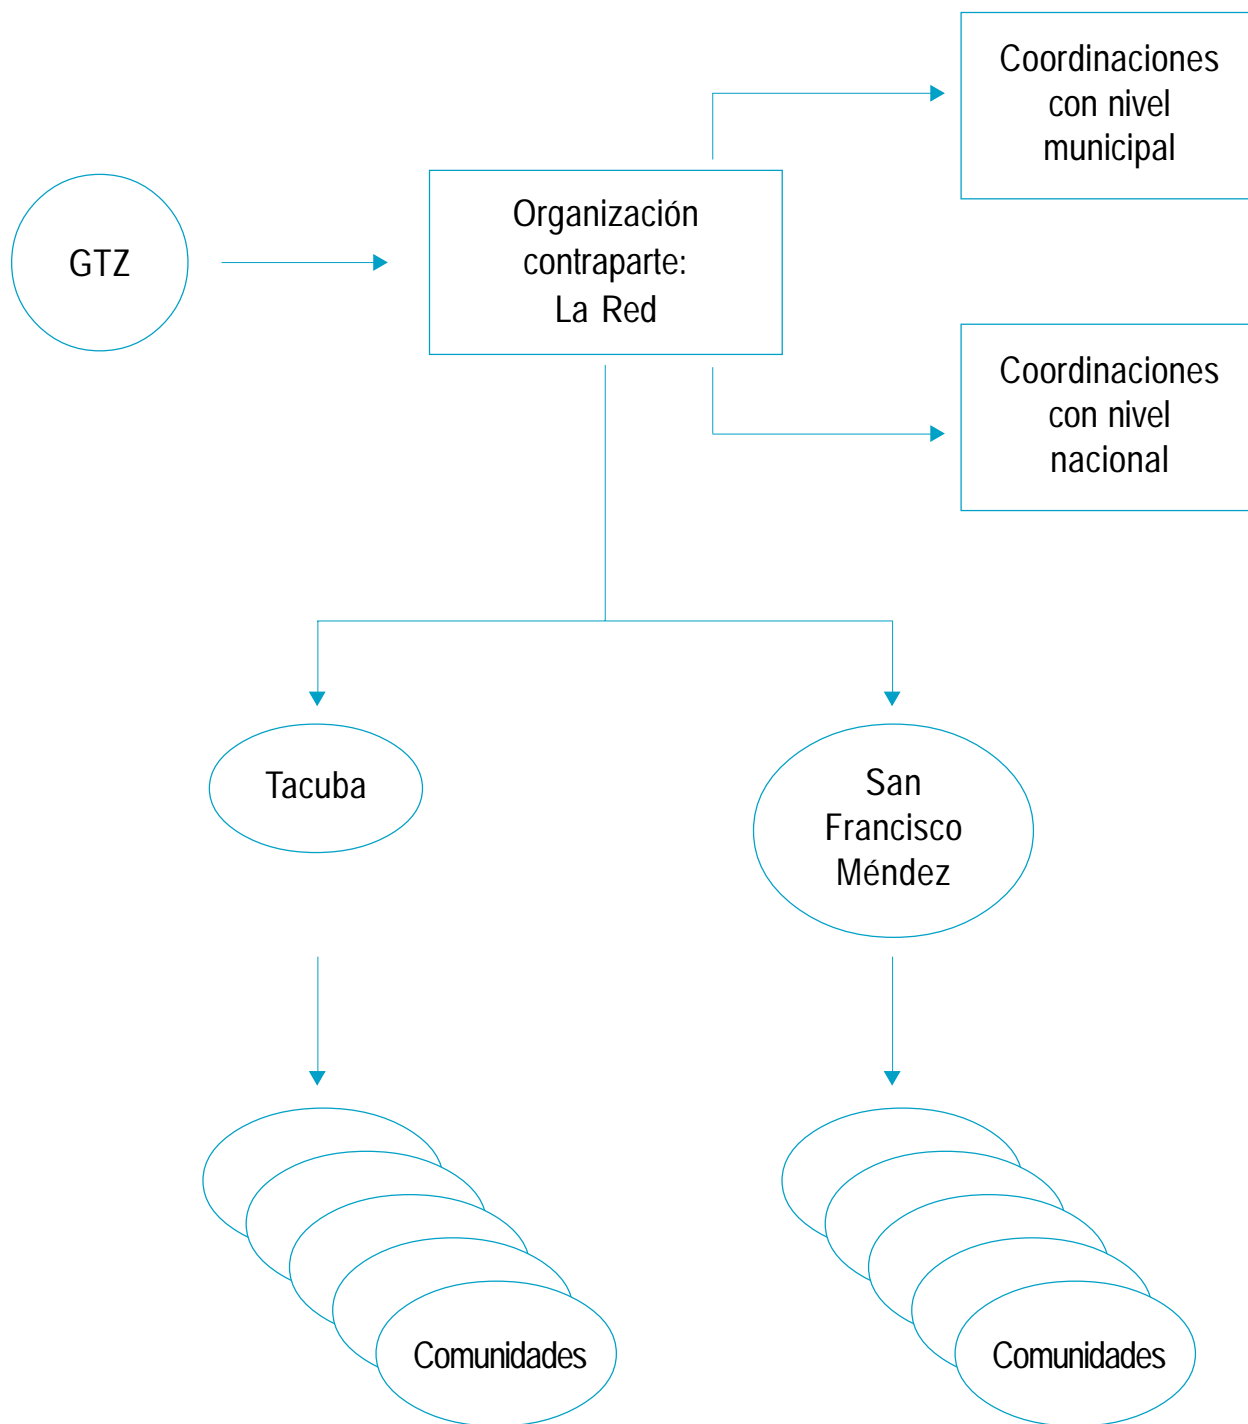 GTZ
Organización
contraparte:
La Red
Coordinaciones
con nivel
municipal
Coordinaciones
con nivel
nacional
Tacuba
San
Francisco
Méndez
Comunidades
Comunidades